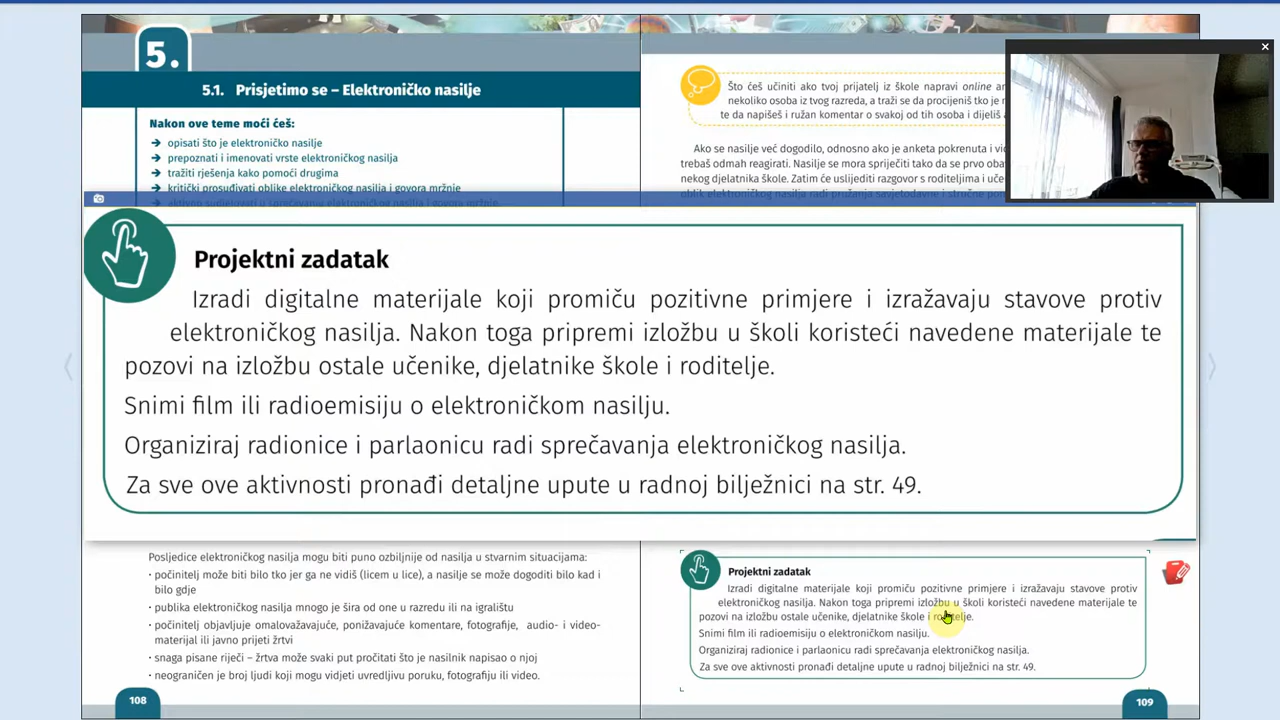 5.
5.1. Prisjetimo se – Elektroničko nasilje
Nakon ove teme moći ćeš:
➔ opisati što je elektroničko nasilje
➔ prepoznati i imenovati vrste elektroničkog nasilja
➔ tražiti rješenja kako pomoći drugima
➔ kritički prosuđivati oblike elektroničkog nasilja i govora mržnje
Što ćeš učiniti ako tvoj prijatelj iz škole napravi online
nekoliko osoba iz tvog razreda, a traži se da procijeniš tko je
te da napišeš i ružan komentar o svakoj od tih osoba i dijeliš
Ako se nasilje već dogodilo, odnosno ako je anketa pokrenuta i
trebaš odmah reagirati. Nasilje se mora spriječiti tako da se prvo
nekog djelatnika škole. Zatim će uslijediti razgovor s roditeljima i
Projektni zadatak
Izradi digitalne materijale koji promiču pozitivne primjere i izražavaju stavove protiv
elektroničkog nasilja. Nakon toga pripremi izložbu u školi koristeći navedene materijale te
pozovi na izložbu ostale učenike, djelatnike škole i roditelje.
Snimi film ili radioemisiju o elektroničkom nasilju.
Organiziraj radionice i parlaonicu radi sprečavanja elektroničkog nasilja.
Za sve ove aktivnosti pronađi detaljne upute u radnoj bilježnici na str. 49.
Posljedice elektroničkog nasilja mogu biti puno ozbiljnije od nasilja u stvarnim situacijama:
· počinitelj može biti bilo tko jer ga ne vidiš (licem u lice), a nasilje se može dogoditi bilo kad i
bilo gdje
· publika elektroničkog nasilja mnogo je šira od one u razredu ili na igralištu
· počinitelj objavljuje omalovažavajuće, ponižavajuće komentare, fotografije, audio- i video-
materijal ili javno prijeti žrtvi
· snaga pisane riječi – žrtva može svaki put pročitati što je nasilnik napisao o njoj
· neograničen je broj ljudi koji mogu vidjeti uvredljivu poruku, fotografiju ili video.
108
Projektni zadatak
Izradi digitalne materijale koji promiču pozitivne primjere i izražavaju stavove protiv
elektroničkog nasilja. Nakon toga pripremi izložbu u školi koristeći navedene materijale te
pozovi na izložbu ostale učenike, djelatnike škole i roditelje.
Snimi film ili radioemisiju o elektroničkom nasilju.
Organiziraj radionice i parlaonicu radi sprečavanja elektroničkog nasilja.
Za sve ove aktivnosti pronađi detaljne upute u radnoj bilježnici na str. 49.
109